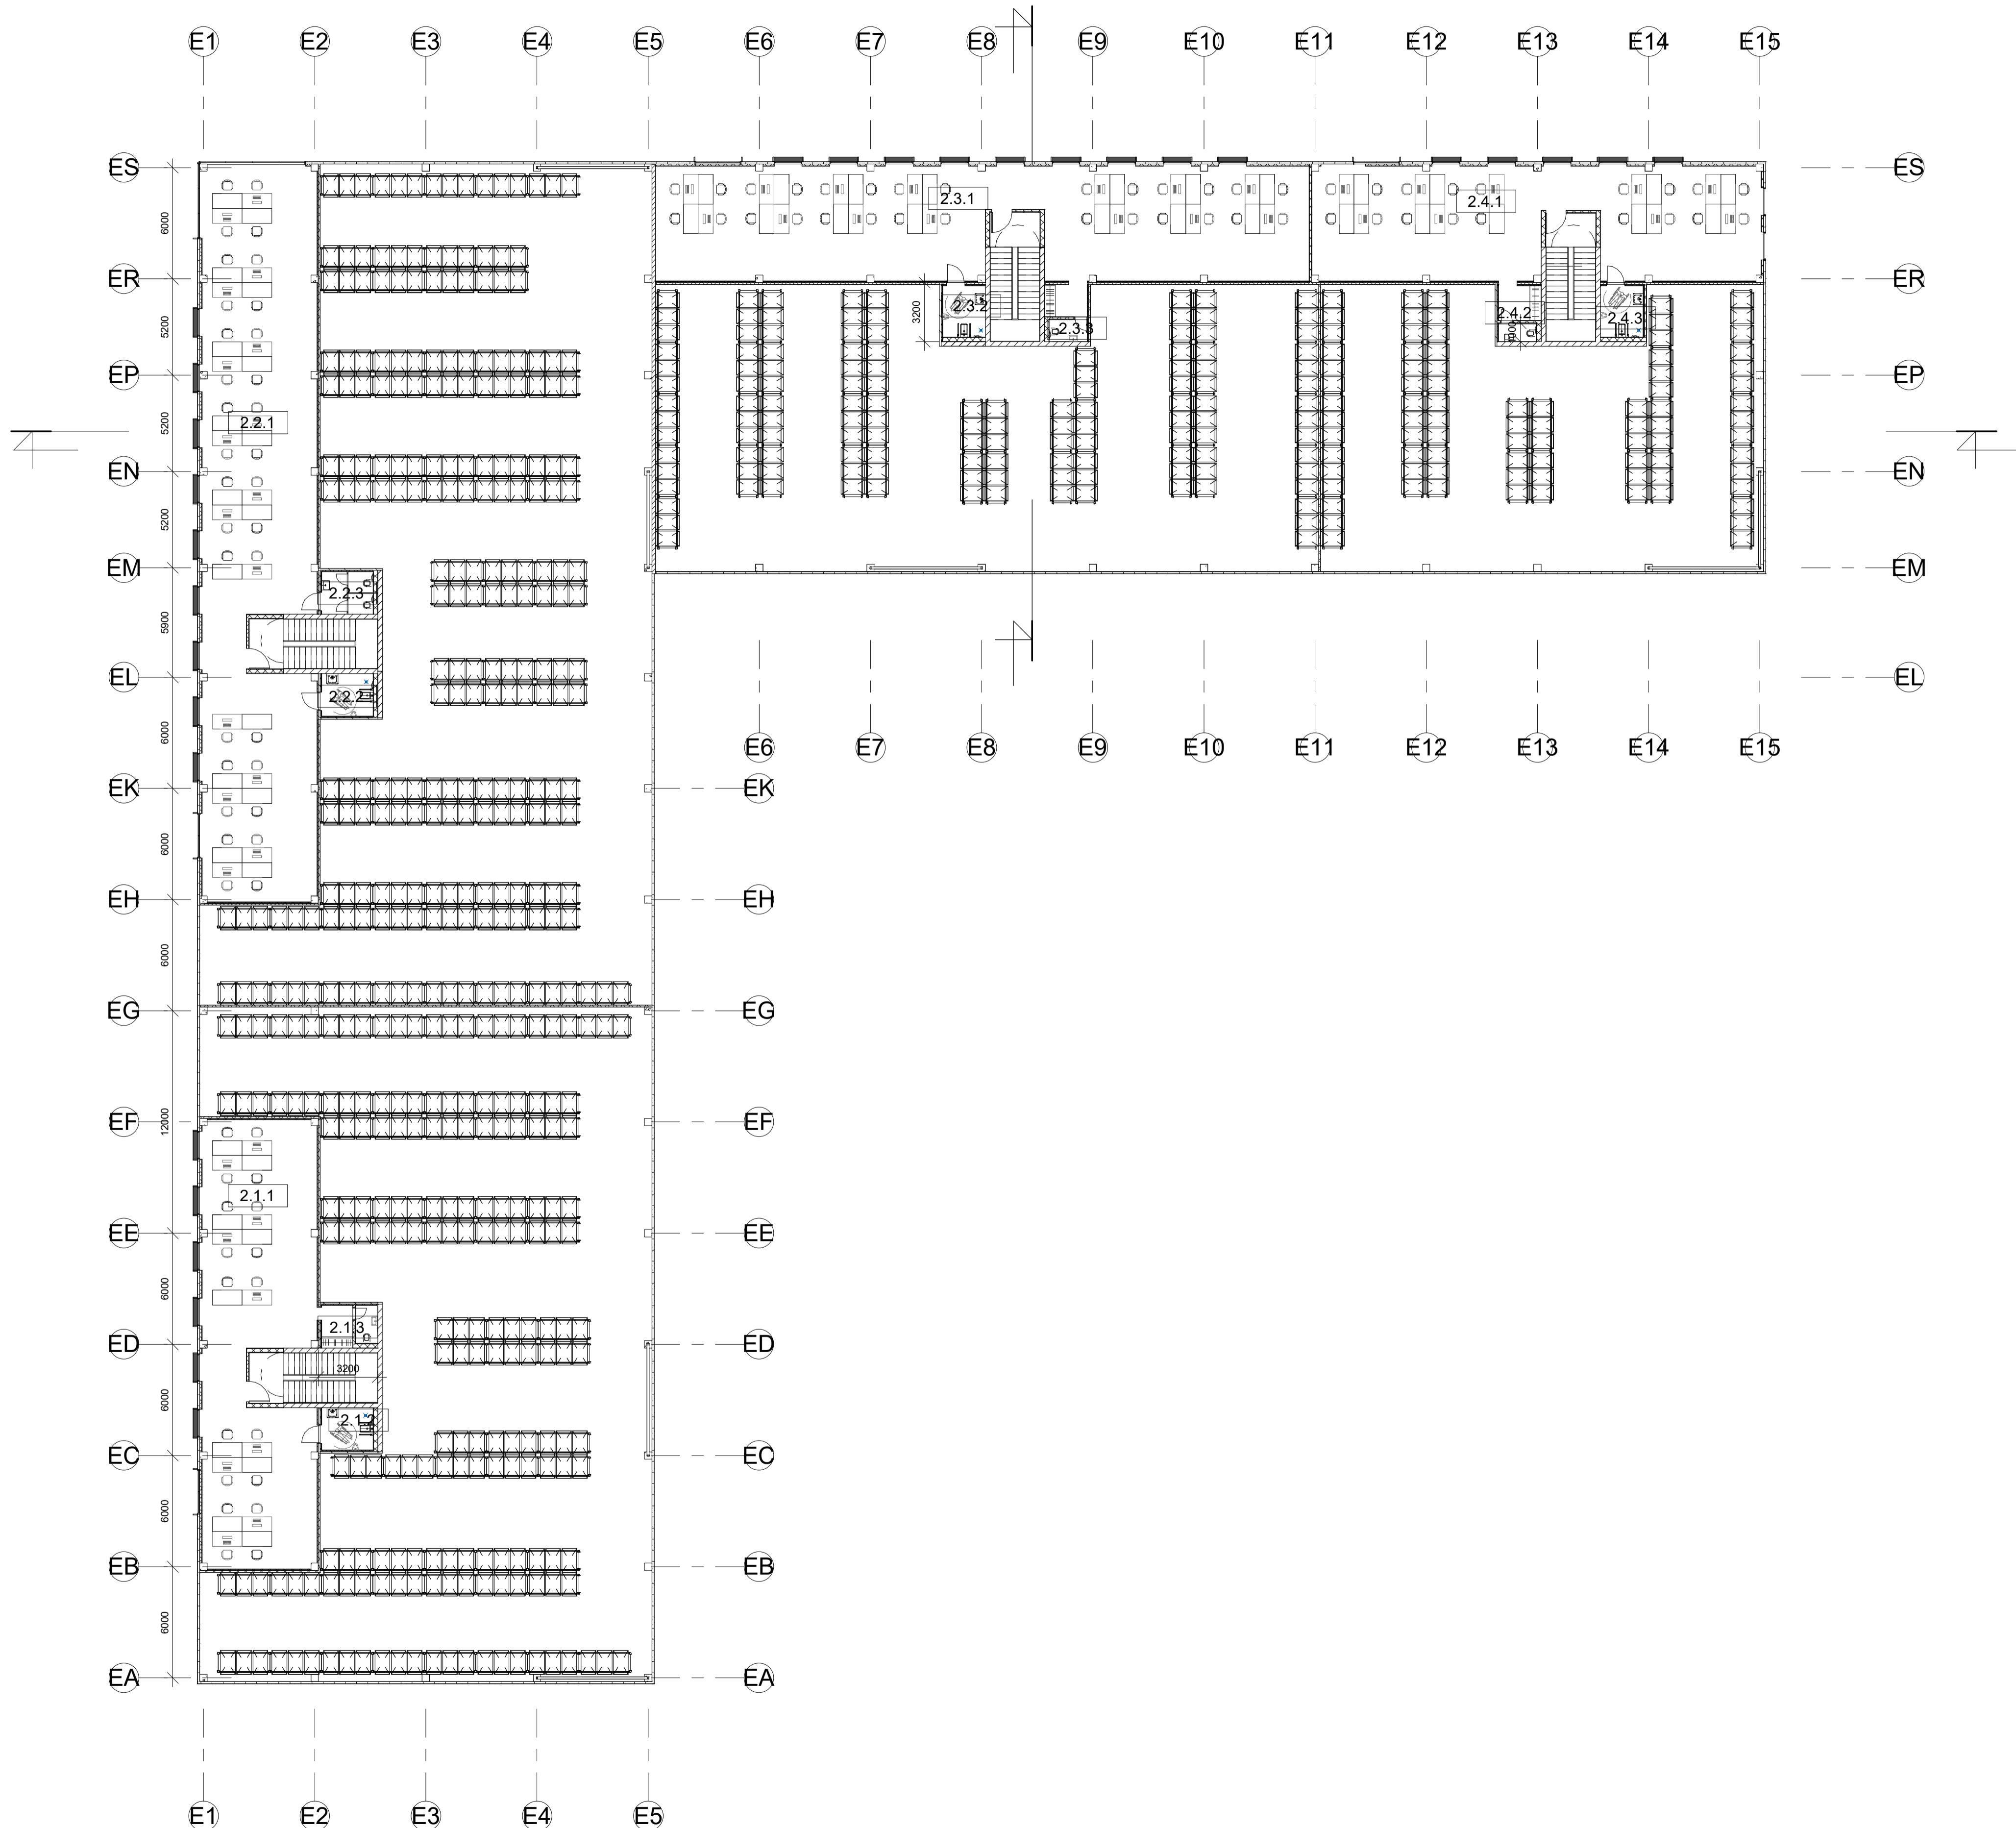 E1 E2 E3 E4 E5 E6 E7 E8 E9 E10 E11 E12 E13 E14 E15
ES ES
2.3.1 2.4.1
6000
ER ER
2.3.2 2.4.2
3200 2.4.3
5200 2.3.3
EP EP
2.2.1
5200
EN EN
5200
EM EM
2.2.3
5900
EL EL
2.2.2
6000
E6 E7 E8 E9 E10 E11 E12 E13 E14 E15
EK EK
6000
EH EH
6000
EG EG
12000
EF EF
2.1.1
EE EE
6000
2.1.3
ED ED
3200
6000
2.1.2
EC EC
6000
EB EB
6000
EA EA
E1 E2 E3 E4 E5